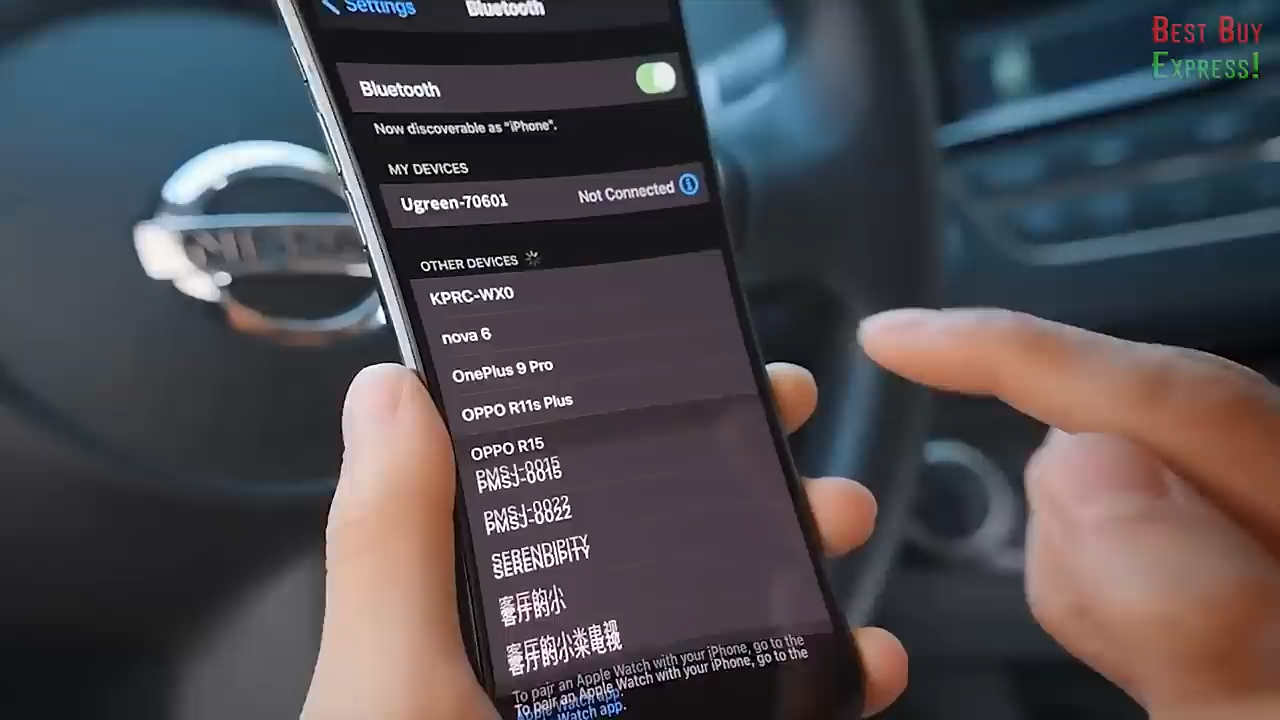 Settings
Bluetooth
BEST BUY
EXPRESS!
Bluetooth
Now discoverable as "iPhone".
MY DEVICES
Ugreen-70601
Not Connected
OTHER DEVICES
KPRC-WX0
nova 6
OnePlus 9 Pro
OPPO R11s Plus
OPPO R15
PMSJ-0015
PMSJ-0022
SERENDIPITY
客厅的小
客厅的小米电视
To pair an Apple Watch with your iPhone, go to the
Apple Watch app.